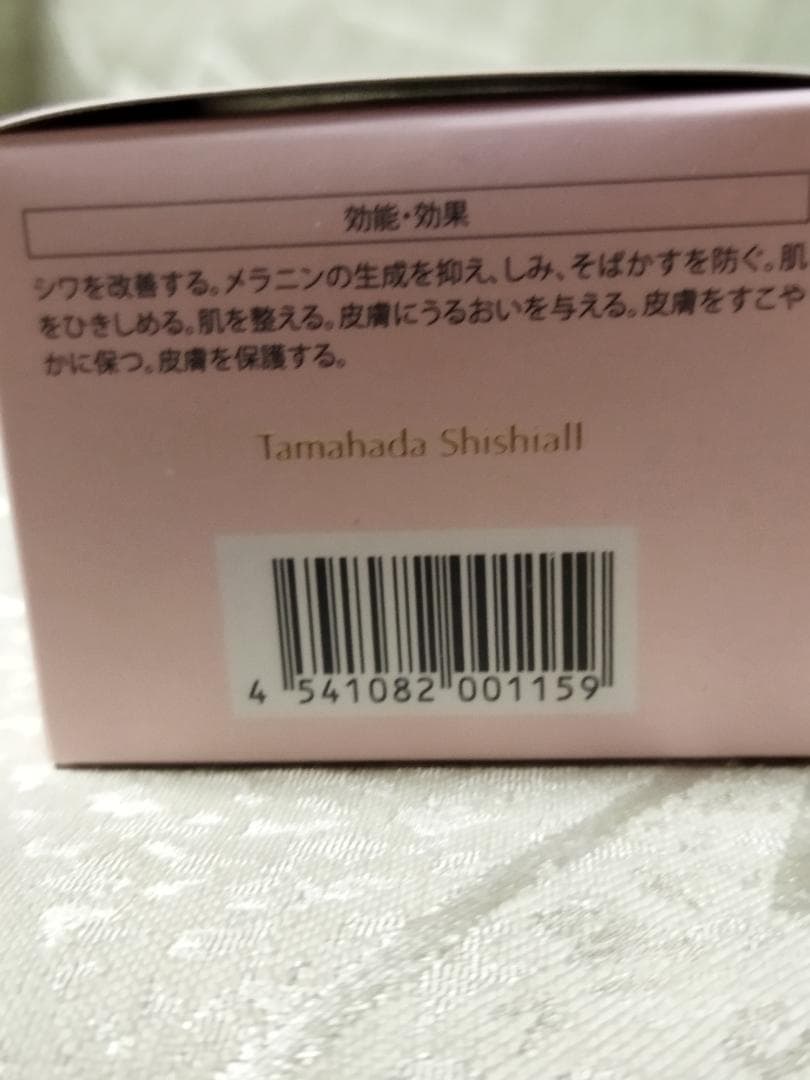 効能・効果
シワを改善する。メラニンの生成を抑え、しみ、そばかすを防ぐ。肌
をひきしめる。肌を整える。皮膚にうるおいを与える。皮膚をすこや
かに保つ。皮膚を保護する。
Tamahada Shishiall
4 541082 001159